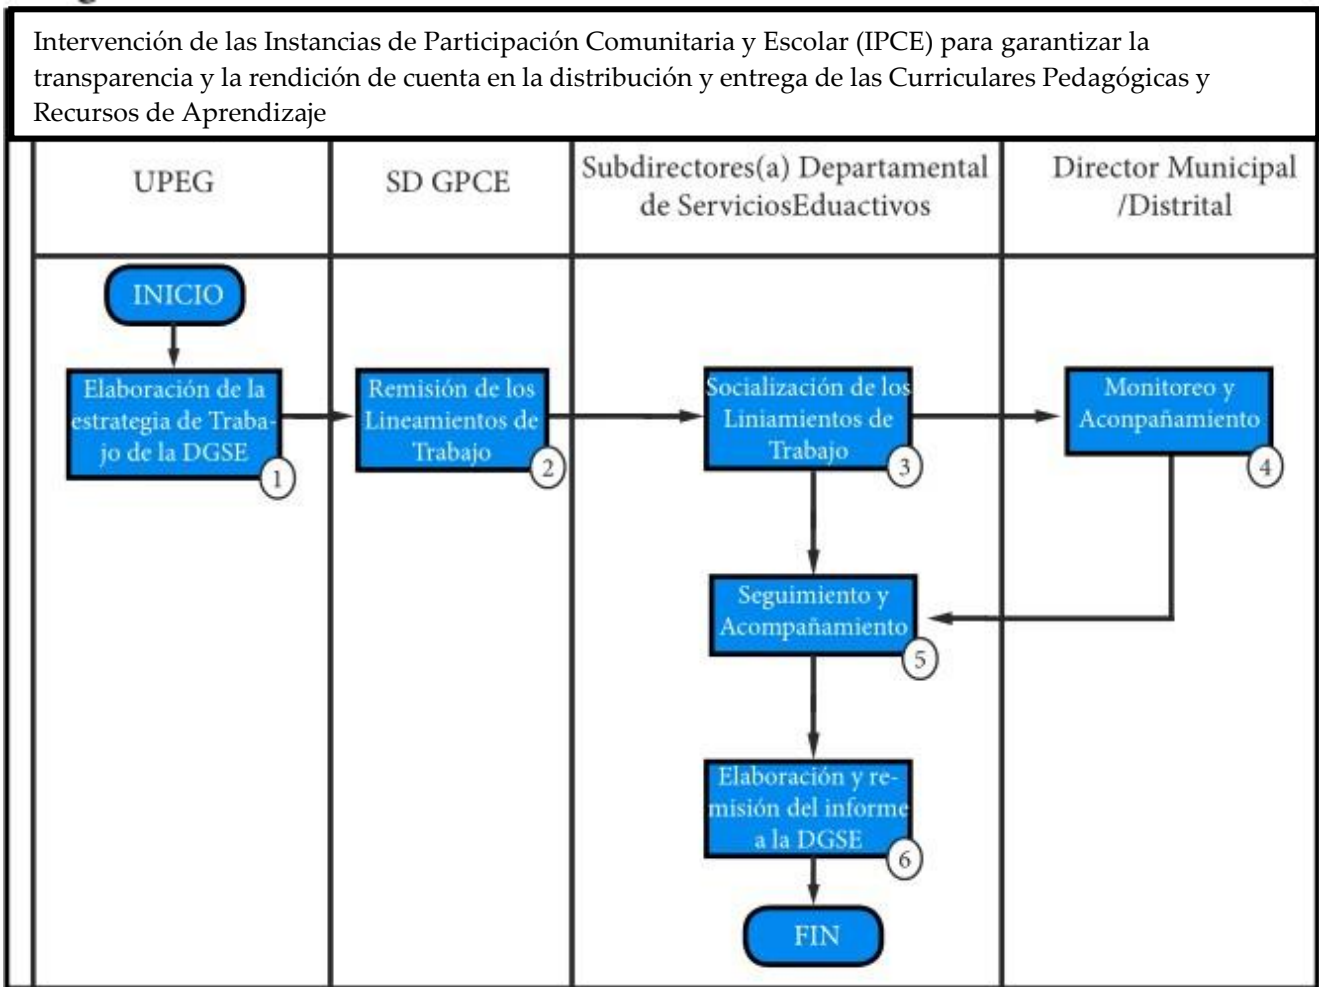 Intervención de las Instancias de Participación Comunitaria y Escolar (IPCE) para garantizar la
transparencia y la rendición de cuenta en la distribución y entrega de las Curriculares Pedagógicas y
Recursos de Aprendizaje
UPEG
SD GPCE
Subdirectores(a) Departamental
de ServiciosEduactivos
Director Municipal
/Distrital
INICIO
Elaboración de la
estrategia de Traba-
jo de la DGSE
1
Remisión de los
Lineamientos de
Trabajo
2
Socialización de los
Liniamientos de
Trabajo
3
Monitoreo y
Aconpañamiento
4
Seguimiento y
Acompañamiento
5
Elaboración y re-
misión del informe
a la DGSE
6
FIN